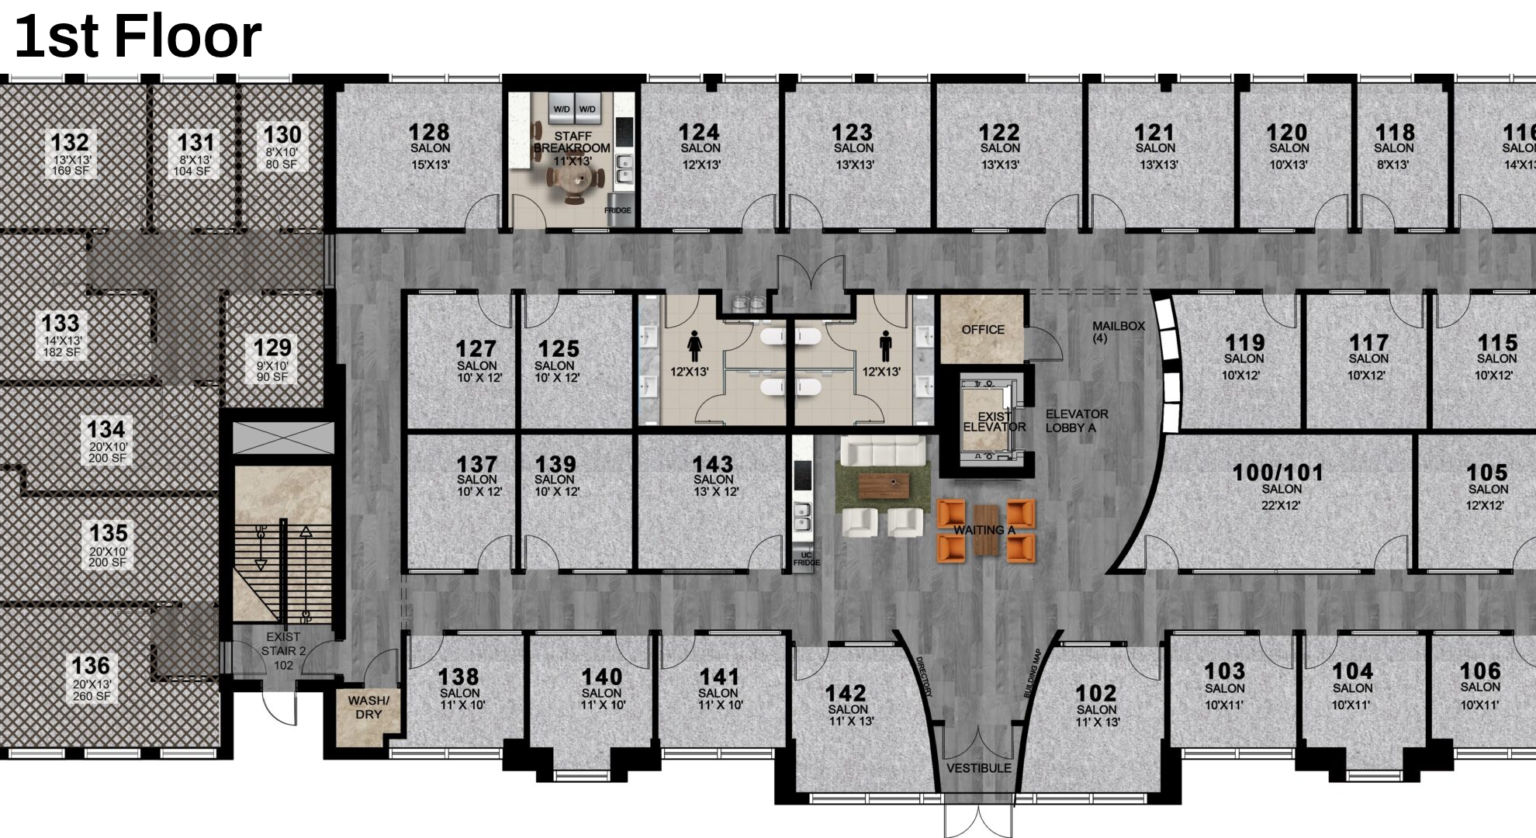 1st Floor
132
13'X13'
169 SF
131
8'X13'
104 SF
130
8'X10'
80 SF
128
SALON
15'X13'
W/D
W/D
STAFF
BREAKROOM
11'X13'
FRIDGE
124
SALON
12'X13'
123
SALON
13'X13'
122
SALON
13'X13'
121
SALON
13'X13'
120
SALON
10'X13'
118
SALON
8'X13'
116
SALO
14'X13
133
14'X13'
182 SF
129
9'X10'
90 SF
127
SALON
10' X 12'
125
SALON
10' X 12'
12'X13'
12'X13'
OFFICE
MAILBOX
(4)
EXIST
ELEVATOR
ELEVATOR
LOBBY A
119
SALON
10'X12'
117
SALON
10'X12'
115
SALON
10'X12'
134
20'X10'
200 SF
135
20'X10'
200 SF
136
20'X13'
260 SF
UP
UP
EXIST
STAIR 2
102
137
SALON
10' X 12'
139
SALON
10' X 12'
143
SALON
13' X 12'
UC
FRIDGE
WAITING A
100/101
SALON
22'X12'
105
SALON
12'X12'
WASH/
DRY
138
SALON
11' X 10'
140
SALON
11' X 10'
141
SALON
11' X 10'
142
SALON
11' X 13'
DIRECTORY
BUILDING MAP
VESTIBULE
102
SALON
11' X 13'
103
SALON
10'X11'
104
SALON
10'X11'
106
SALON
10'X11'